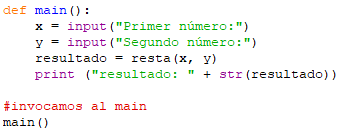 def main():
    x = input("Primer número:")
    y = input("Segundo número:")
    resultado = resta(x, y)
    print ("resultado: " + str(resultado))
#invocamos al main
main()